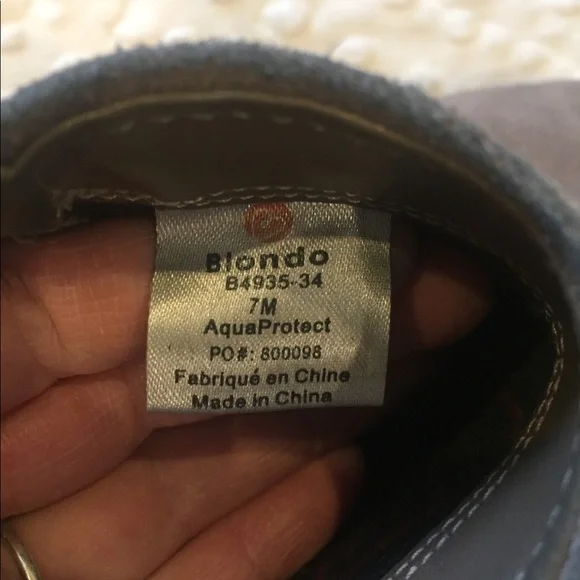 Blondo
B4935-34
7M
AquaProtect
PO#: 800098
Fabriqué en Chine
Made in China